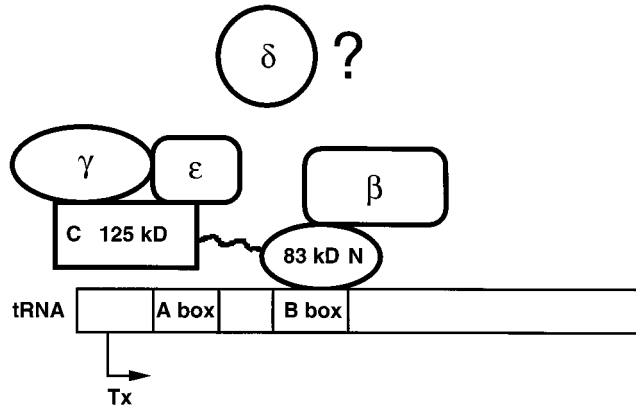 δ ?
γ ε β
C 125 kD 83 kD N
tRNA A box B box
Tx